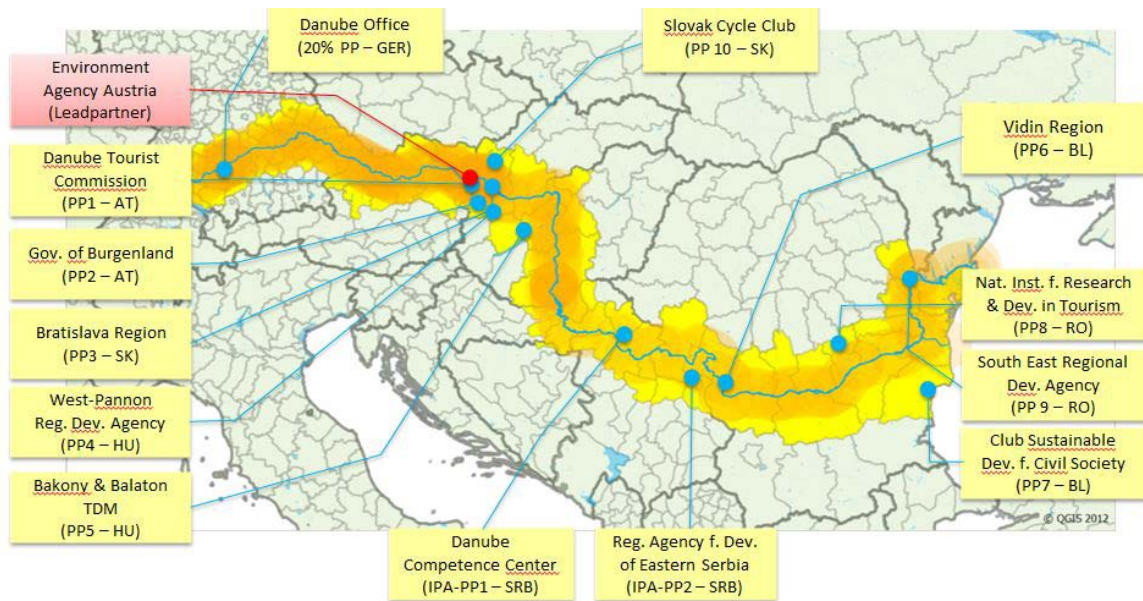 Danube Office
(20% PP – GER)
Slovak Cycle Club
(PP 10 – SK)
Environment
Agency Austria
(Leadpartner)
Vidin Region
(PP6 – BL)
Danube Tourist
Commission
(PP1 – AT)
Gov. of Burgenland
(PP2 – AT)
Nat. Inst. f. Research
& Dev. in Tourism
(PP8 – RO)
Bratislava Region
(PP3 – SK)
South East Regional
Dev. Agency
(PP 9 – RO)
West-Pannon
Reg. Dev. Agency
(PP4 – HU)
Club Sustainable
Dev. f. Civil Society
(PP7 – BL)
Bakony & Balaton
TDM
(PP5 – HU)
© QGIS 2012
Danube
Competence Center
(IPA-PP1 – SRB)
Reg. Agency f. Dev.
of Eastern Serbia
(IPA-PP2 – SRB)